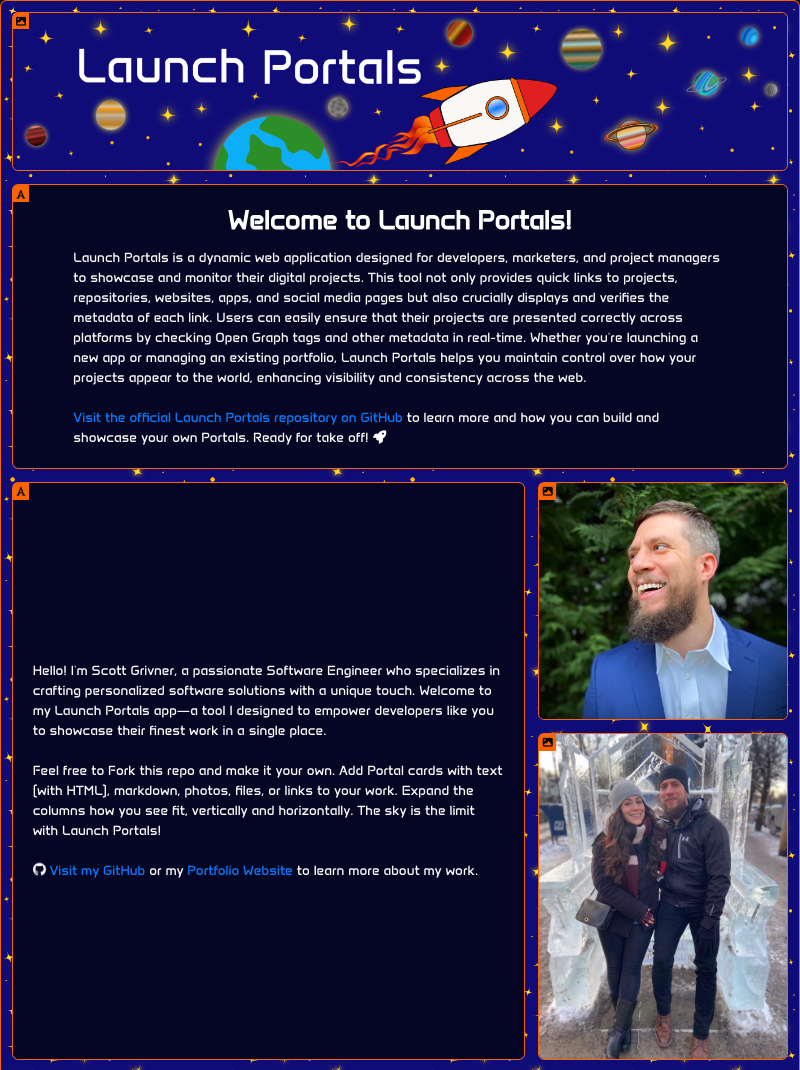 Launch Portals
A
Welcome to Launch Portals!
Launch Portals is a dynamic web application designed for developers, marketers, and project managers
to showcase and monitor their digital projects. This tool not only provides quick links to projects,
repositories, websites, apps, and social media pages but also crucially displays and verifies the
metadata of each link. Users can easily ensure that their projects are presented correctly across
platforms by checking Open Graph tags and other metadata in real-time. Whether you're launching a
new app or managing an existing portfolio, Launch Portals helps you maintain control over how your
projects appear to the world, enhancing visibility and consistency across the web.
Visit the official Launch Portals repository on GitHub to learn more and how you can build and
showcase your own Portals. Ready for take off!
A
Hello! I'm Scott Grivner, a passionate Software Engineer who specializes in
crafting personalized software solutions with a unique touch. Welcome to
my Launch Portals app—a tool I designed to empower developers like you
to showcase their finest work in a single place.
Feel free to Fork this repo and make it your own. Add Portal cards with text
(with HTML), markdown, photos, files, or links to your work. Expand the
columns how you see fit, vertically and horizontally. The sky is the limit
with Launch Portals!
Visit my GitHub or my Portfolio Website to learn more about my work.